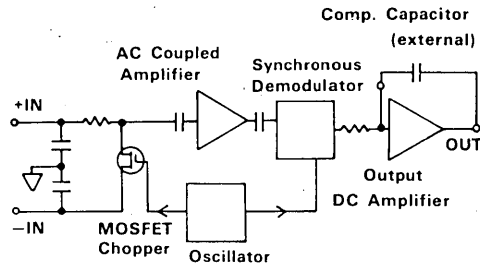 Comp. Capacitor
(external)
AC Coupled
Amplifier
Synchronous
Demodulator
+IN
OUT
Output
DC Amplifier
-IN
MOSFET
Chopper
Oscillator